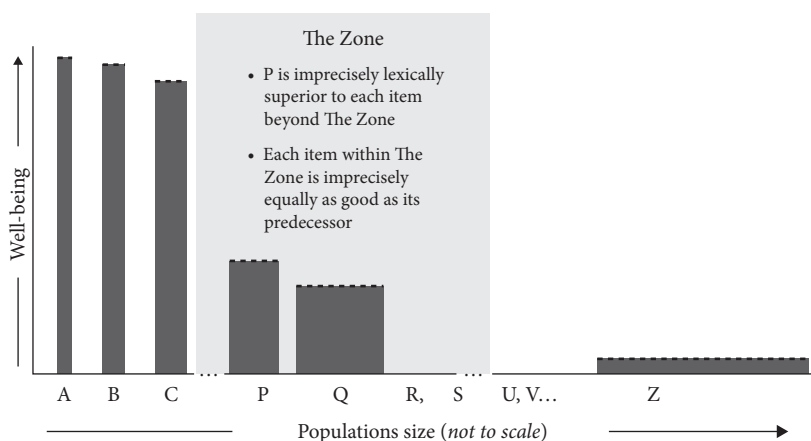 The Zone
• P is imprecisely lexically
superior to each item
beyond The Zone
• Each item within The
Zone is imprecisely
equally as good as its
predecessor
Well-being
... ...
A B C P Q R, S U, V… Z
Populations size (not to scale)